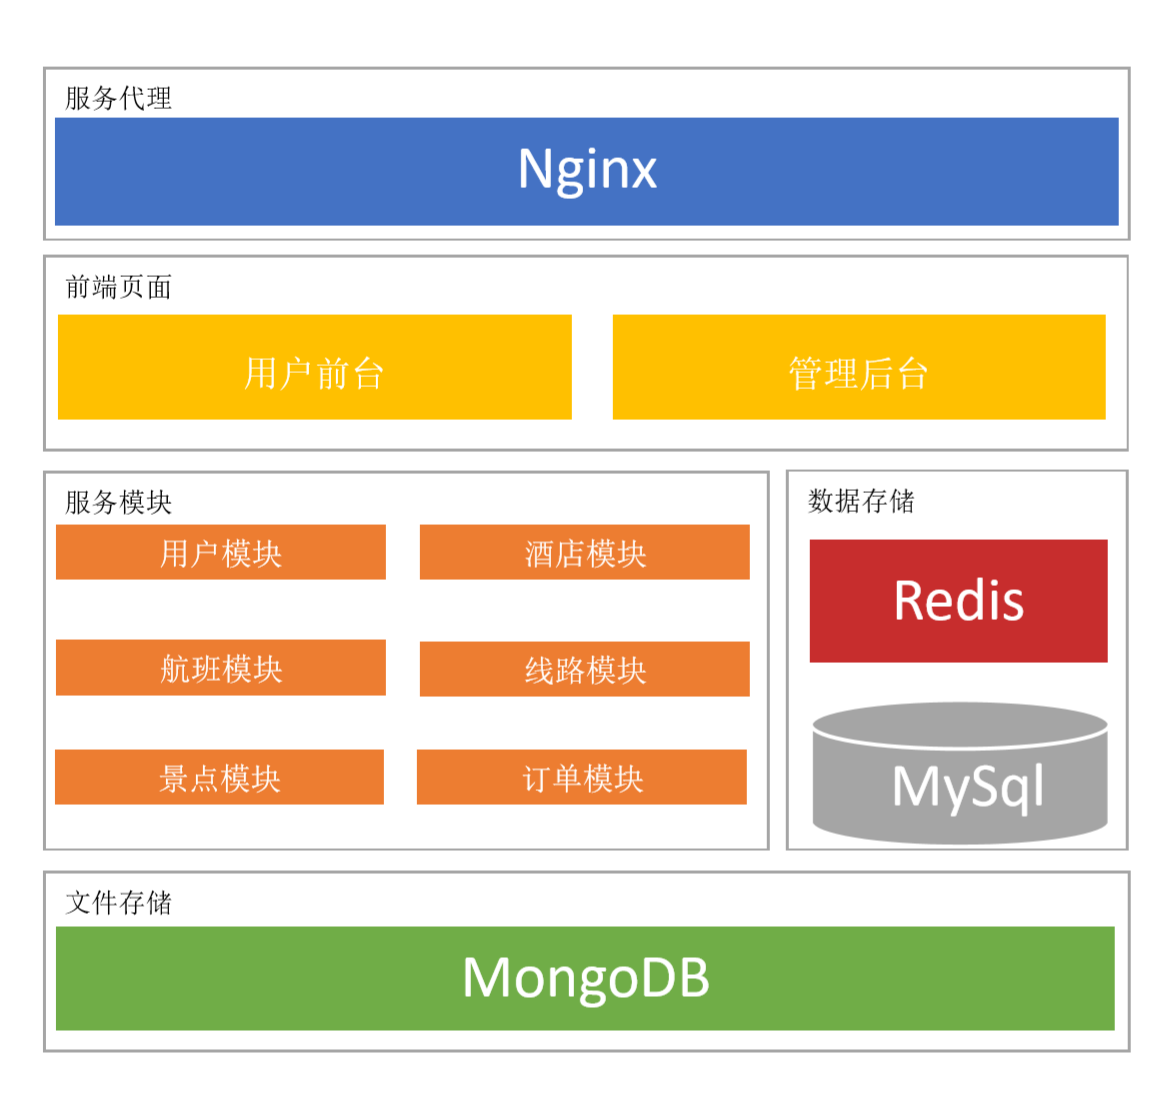 服务代理
Nginx
前端页面
用户前台
管理后台
服务模块
用户模块
酒店模块
航班模块
线路模块
景点模块
订单模块
数据存储
Redis
MySql
文件存储
MongoDB